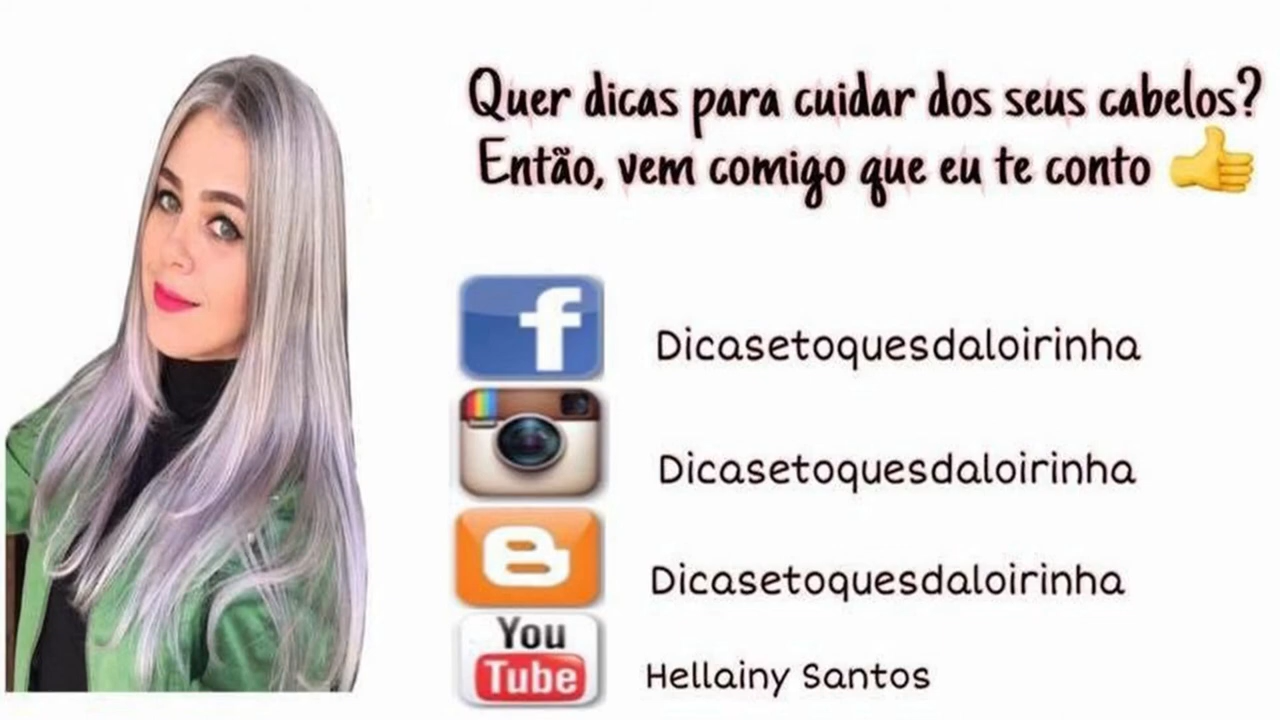 Quer dicas para cuidar dos seus cabelos?
Então, vem comigo que eu te conto
f
Dicasetoquesdaloirinha
Dicasetoquesdaloirinha
Dicasetoquesdaloirinha
You
Tube
Hellainy Santos